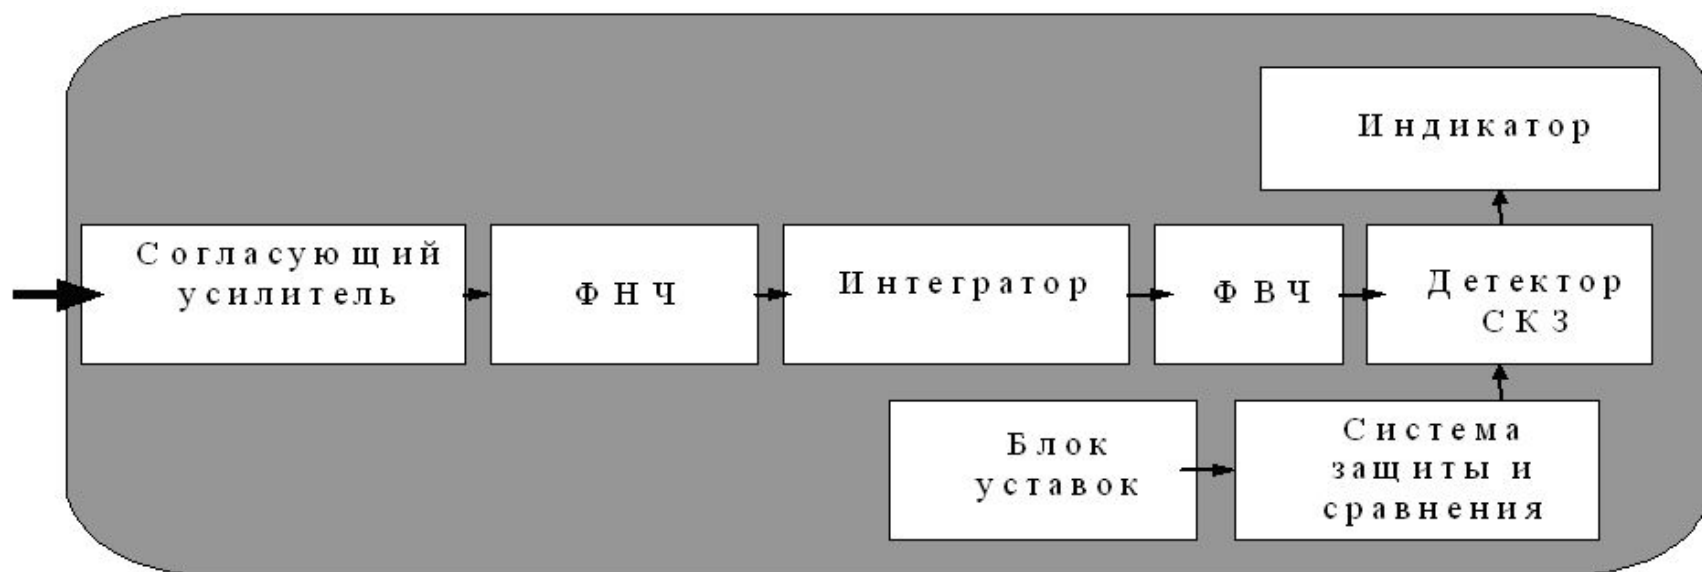 Индикатор
Согласующий
усилитель
ФНЧ
Интегратор
ФВЧ
Детектор
СКЗ
Блок
уставок
Система
защиты и
сравнения